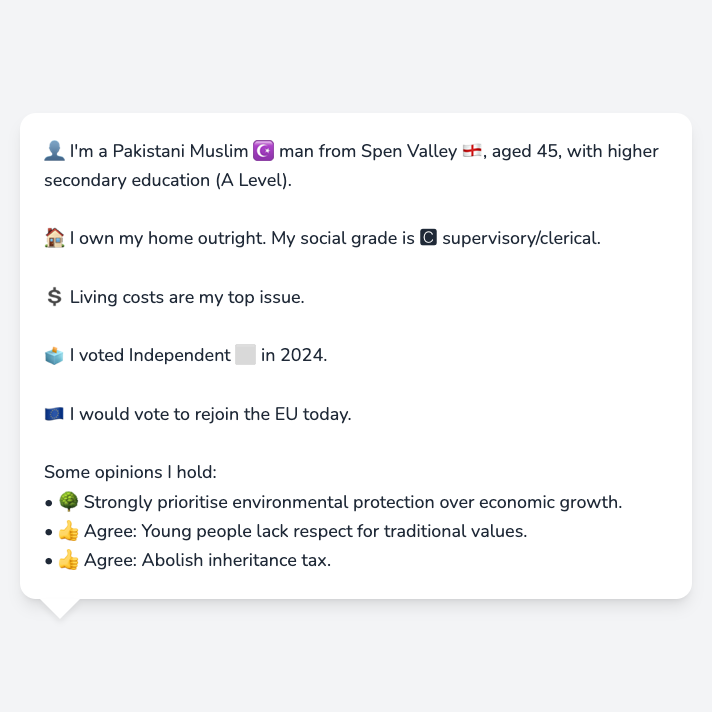 👤 I'm a Pakistani Muslim ☪️ man from Spen Valley 🏴󠁧󠁢󠁥󠁮󠁧󠁿, aged 45, with higher
secondary education (A Level).
🏠 I own my home outright. My social grade is 🅲 supervisory/clerical.
💲 Living costs are my top issue.
🗳️ I voted Independent ⬜ in 2024.
🇪🇺 I would vote to rejoin the EU today.
Some opinions I hold:
• 🌳 Strongly prioritise environmental protection over economic growth.
• 👍 Agree: Young people lack respect for traditional values.
• 👍 Agree: Abolish inheritance tax.